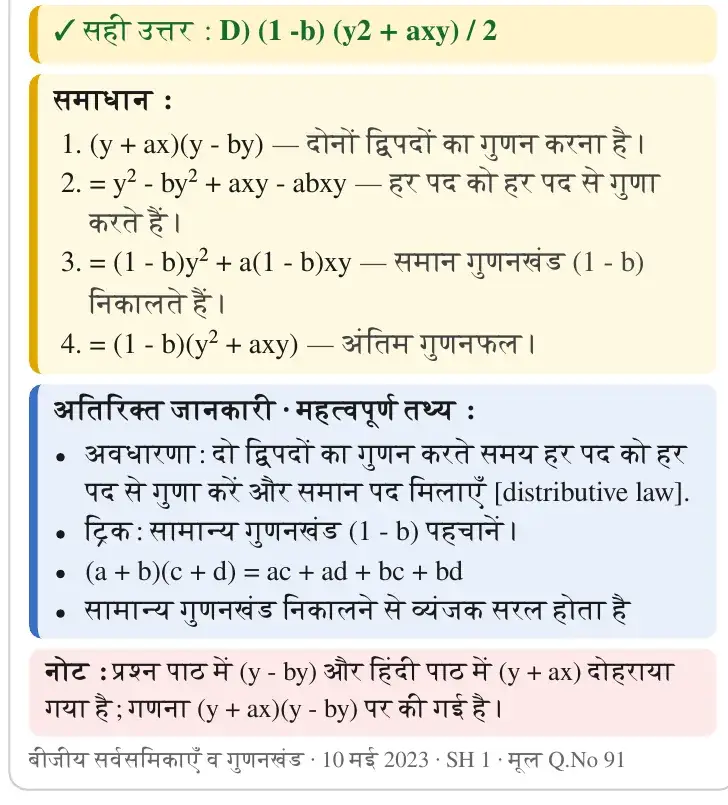 ✓ सही उत्तर : D) (1 -b) (y2 + axy) / 2
समाधान :
1. (y + ax)(y - by) — दोनों द्विपदों का गुणन करना है।
2. = y² - by² + axy - abxy — हर पद को हर पद से गुणा
करते हैं।
3. = (1 - b)y² + a(1 - b)xy — समान गुणनखंड (1 - b)
निकालते हैं।
4. = (1 - b)(y² + axy) — अंतिम गुणनफल।
अतिरिक्त जानकारी · महत्वपूर्ण तथ्य :
• अवधारणा : दो द्विपदों का गुणन करते समय हर पद को हर
पद से गुणा करें और समान पद मिलाएँ [distributive law].
• ट्रिक : सामान्य गुणनखंड (1 - b) पहचानें।
• (a + b)(c + d) = ac + ad + bc + bd
• सामान्य गुणनखंड निकालने से व्यंजक सरल होता है
नोट : प्रश्न पाठ में (y - by) और हिंदी पाठ में (y + ax) दोहराया
गया है ; गणना (y + ax)(y - by) पर की गई है।
बीजीय सर्वसमिकाएँ व गुणनखंड · 10 मई 2023 · SH 1 · मूल Q.No 91